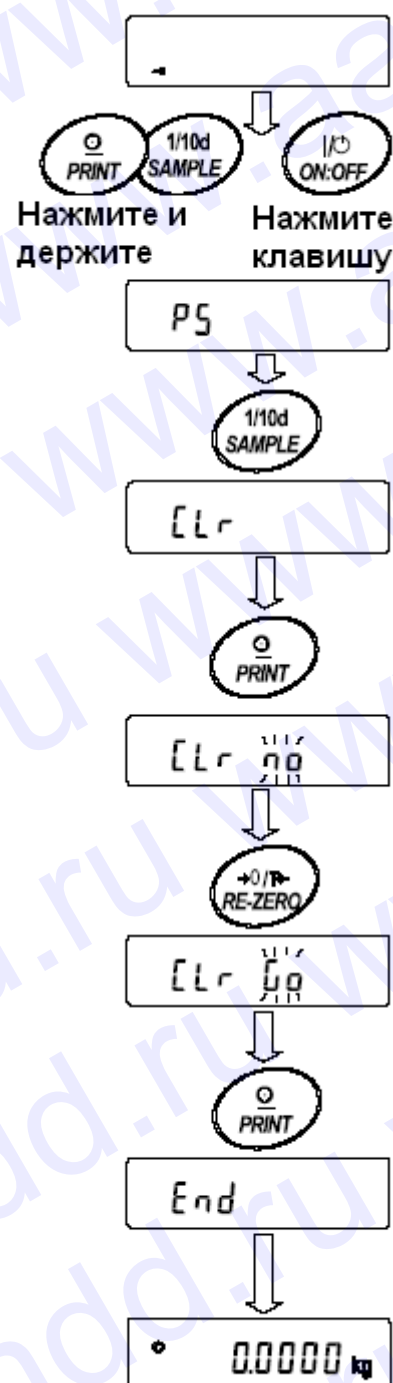 PRINT
1/10d
SAMPLE
ON:OFF
Нажмите и
держите
Нажмите
клавишу
PS
1/10d
SAMPLE
CLr
PRINT
CLr no
→0/T←
RE-ZERO
CLr Go
PRINT
End
0.0000 kg